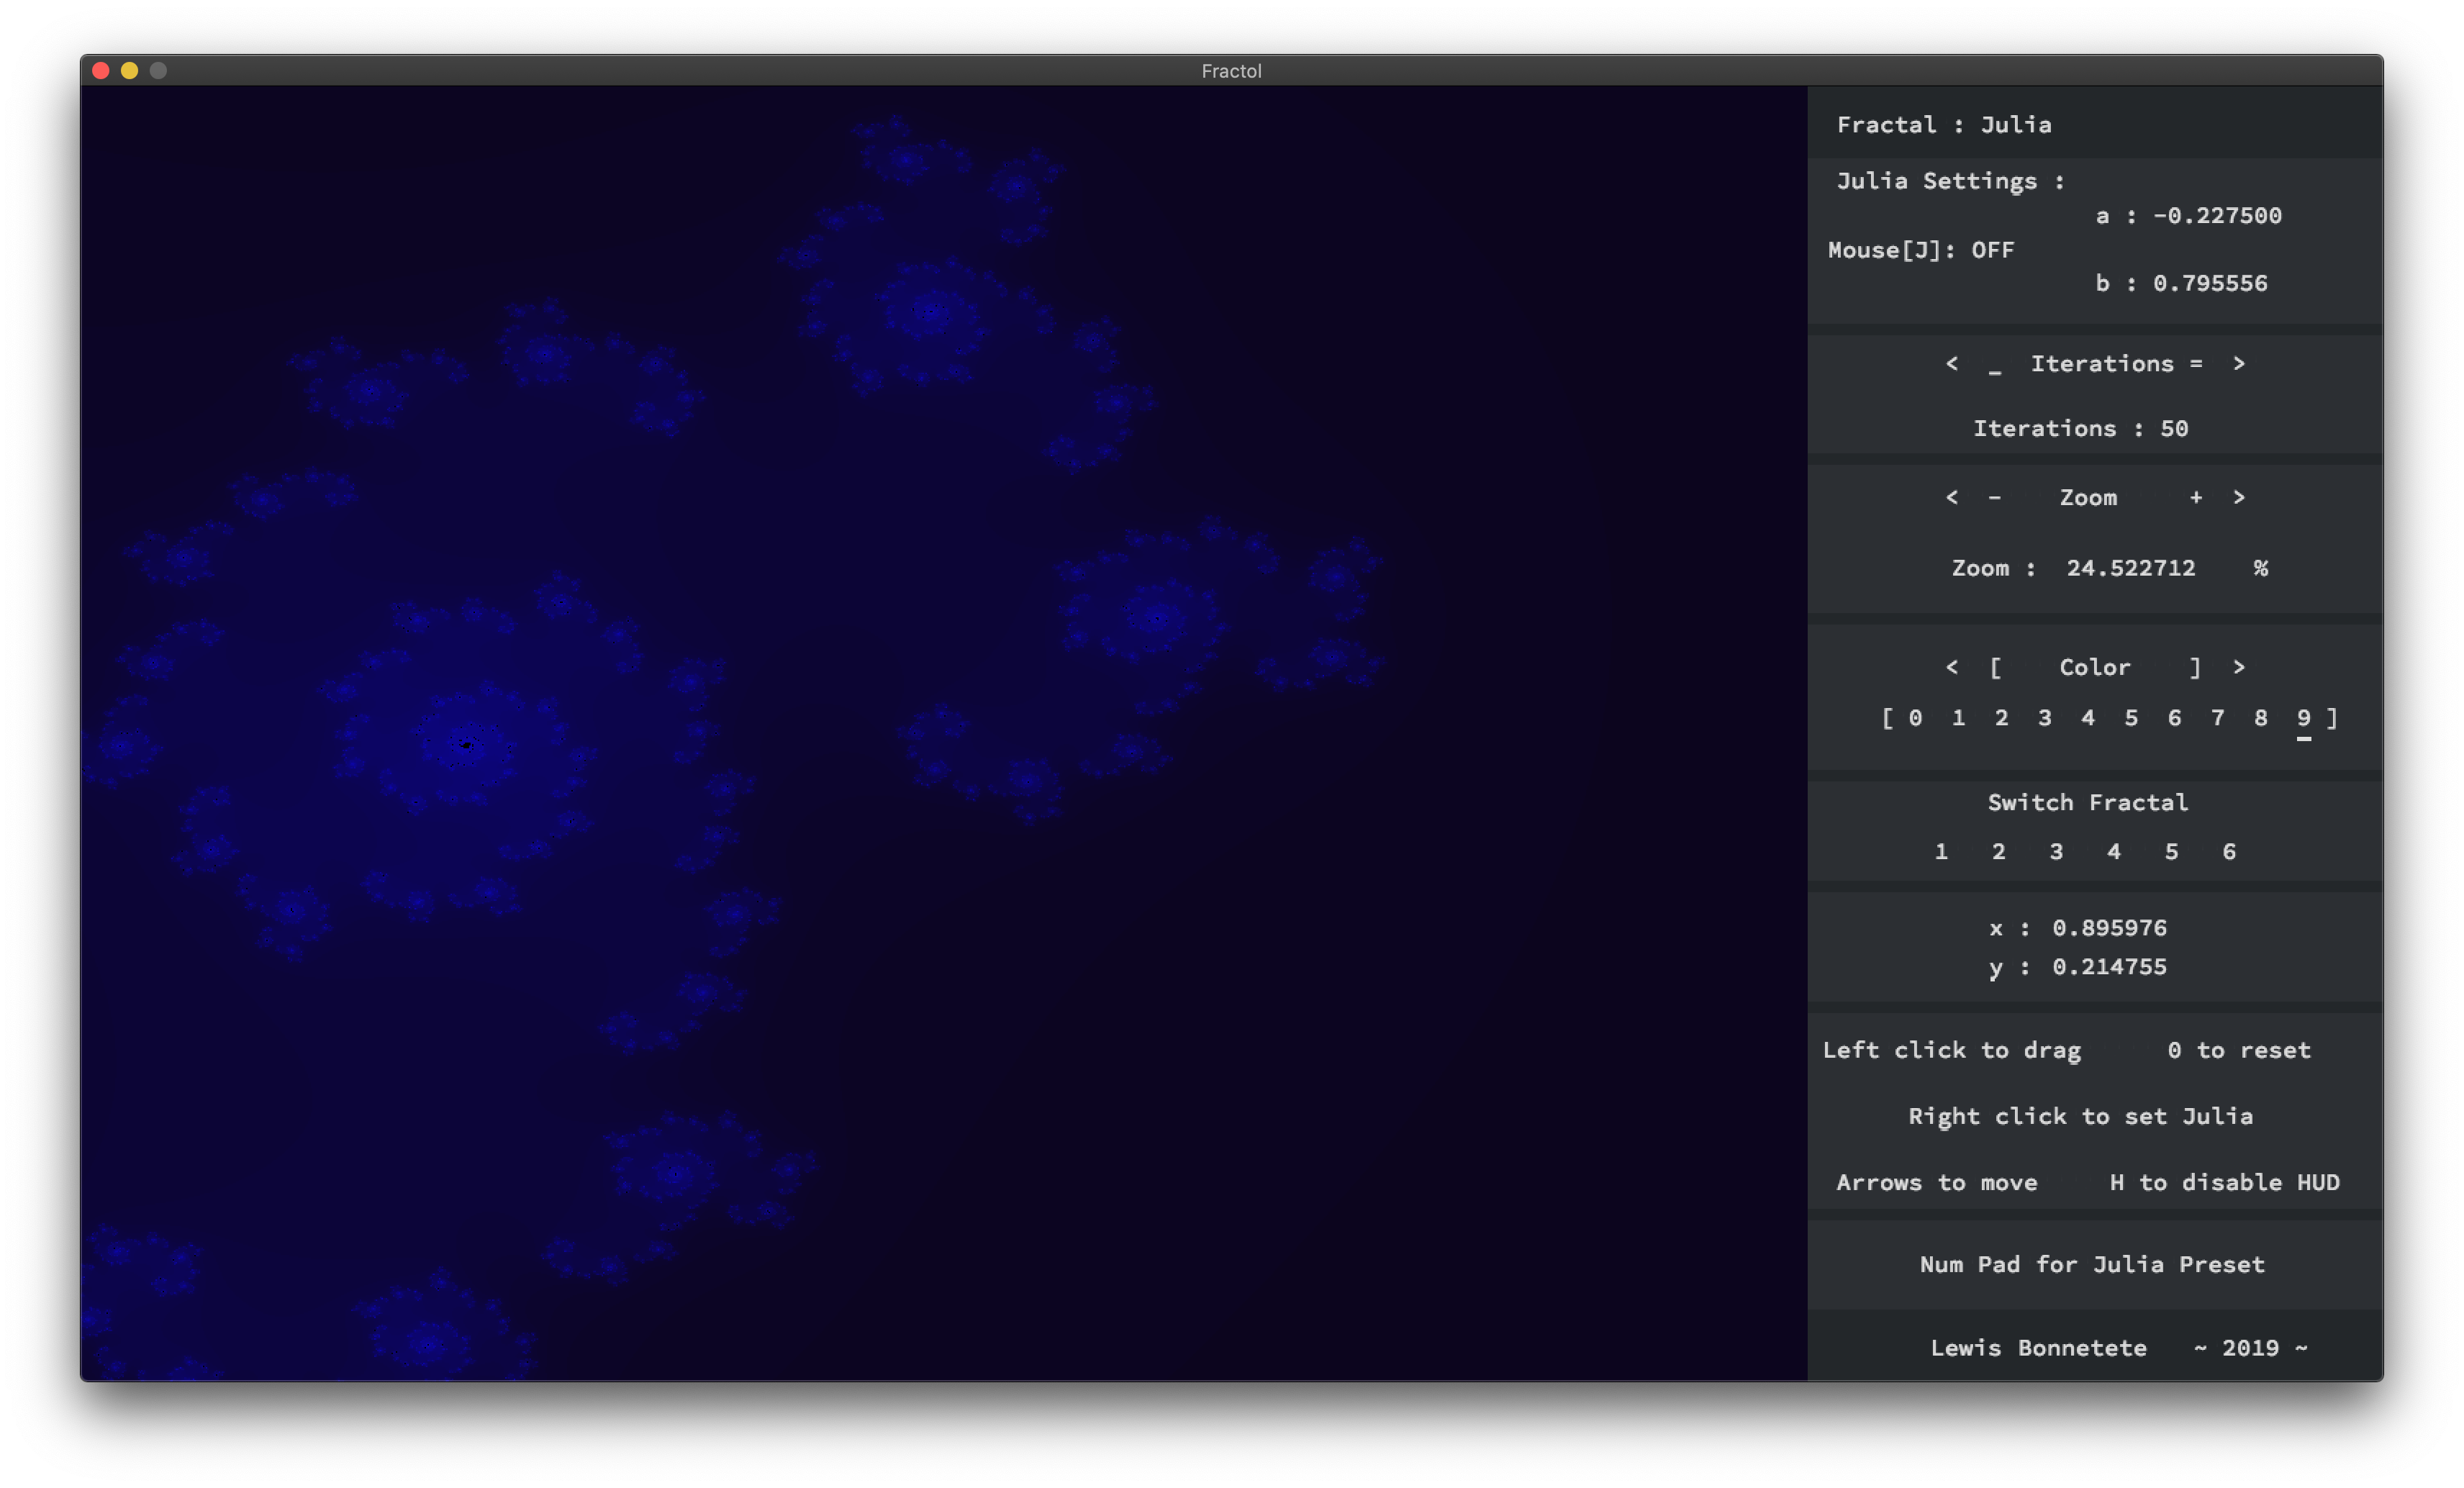 Fractol
Fractal : Julia
Julia Settings :
a : -0.227500
Mouse[J]: OFF
b : 0.795556
< _ Iterations = >
Iterations : 50
< - Zoom + >
Zoom : 24.522712 %
< [ Color ] >
[ 0 1 2 3 4 5 6 7 8 9 ]
Switch Fractal
1 2 3 4 5 6
x : 0.895976
y : 0.214755
Left click to drag 0 to reset
Right click to set Julia
Arrows to move H to disable HUD
Num Pad for Julia Preset
Lewis Bonnetete ~ 2019 ~